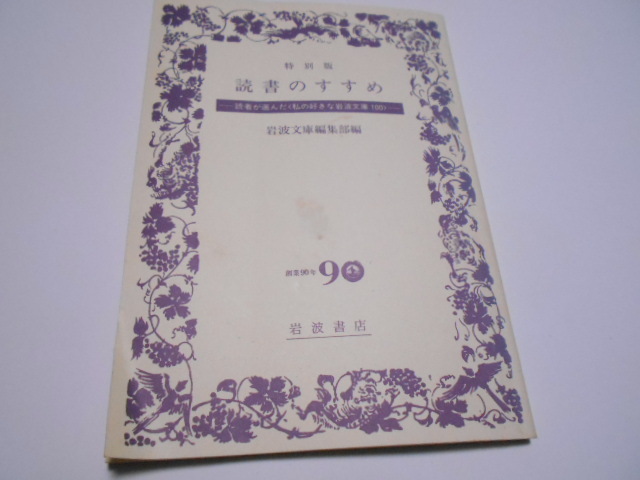 特別版
読書のすすめ
──読者が選んだ〈私の好きな岩波文庫100〉──
岩波文庫編集部編
創業90年 90
岩波書店